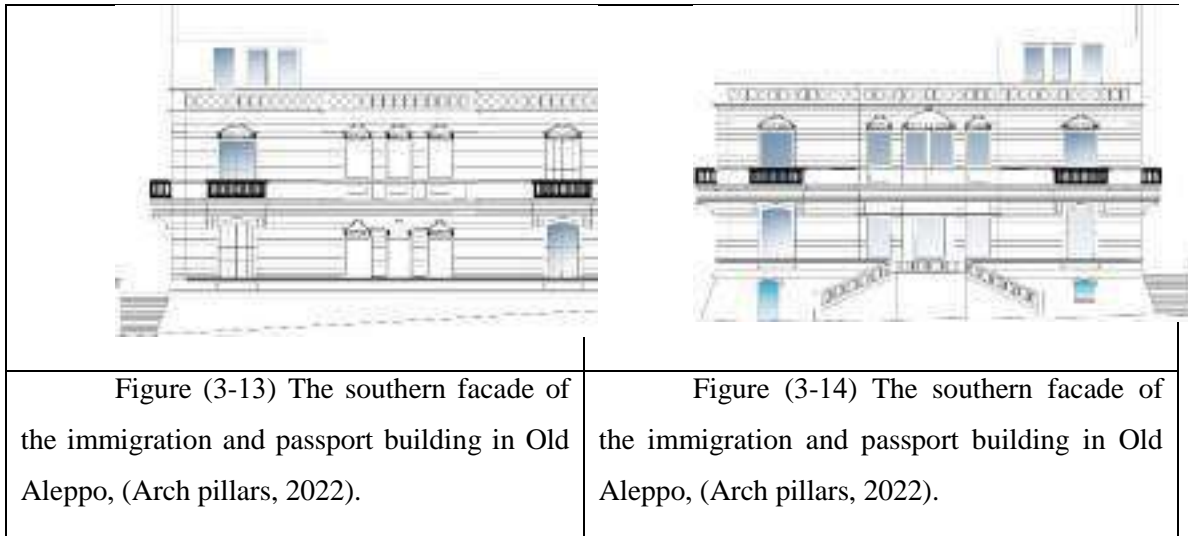 Figure (3-13) The southern facade of
the immigration and passport building in Old
Aleppo, (Arch pillars, 2022).
Figure (3-14) The southern facade of
the immigration and passport building in Old
Aleppo, (Arch pillars, 2022).